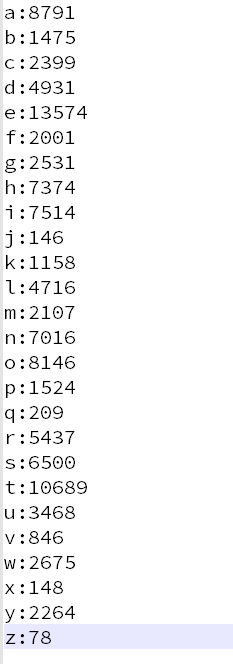 a:8791
b:1475
c:2399
d:4931
e:13574
f:2001
g:2531
h:7374
i:7514
j:146
k:1158
l:4716
m:2107
n:7016
o:8146
p:1524
q:209
r:5437
s:6500
t:10689
u:3468
v:846
w:2675
x:148
y:2264
z:78